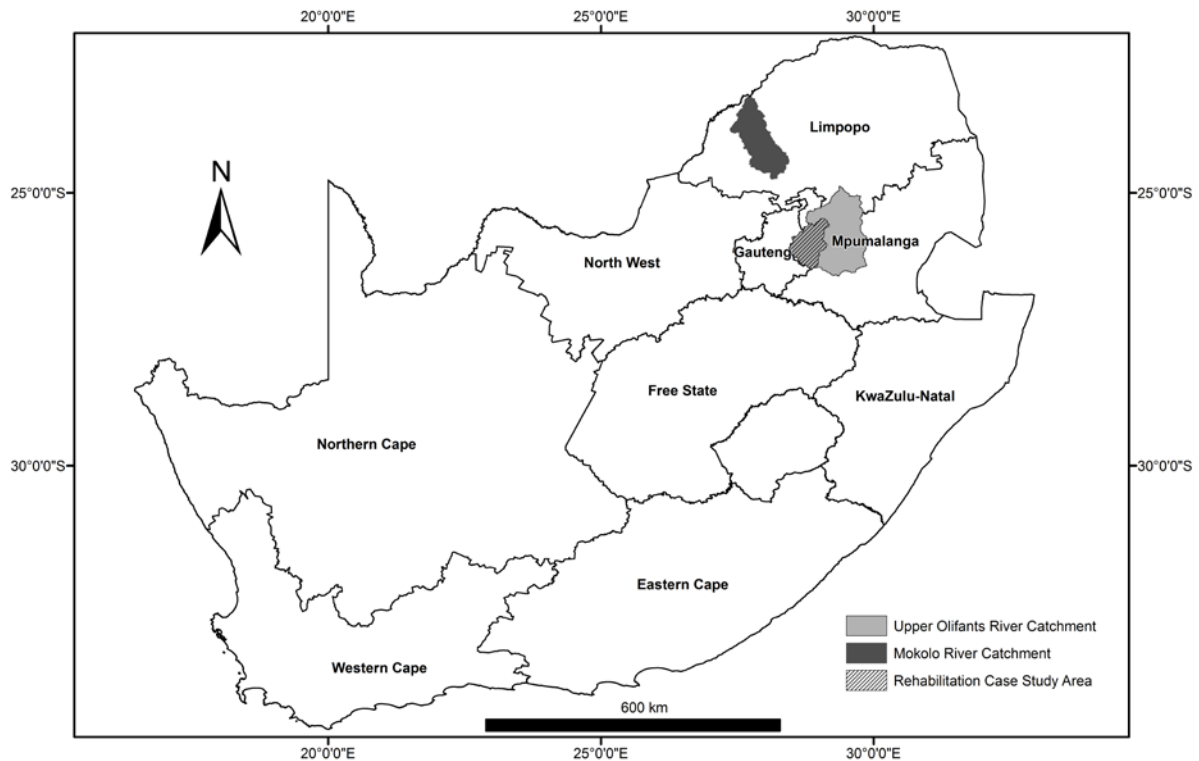 20°0'0"E 25°0'0"E 30°0'0"E
Limpopo
N
25°0'0"S 25°0'0"S
Gauteng Mpumalanga
North West
Free State
KwaZulu-Natal
Northern Cape
30°0'0"S 30°0'0"S
Eastern Cape
Upper Olifants River Catchment
Mokolo River Catchment
Western Cape
Rehabilitation Case Study Area
600 km
20°0'0"E 25°0'0"E 30°0'0"E